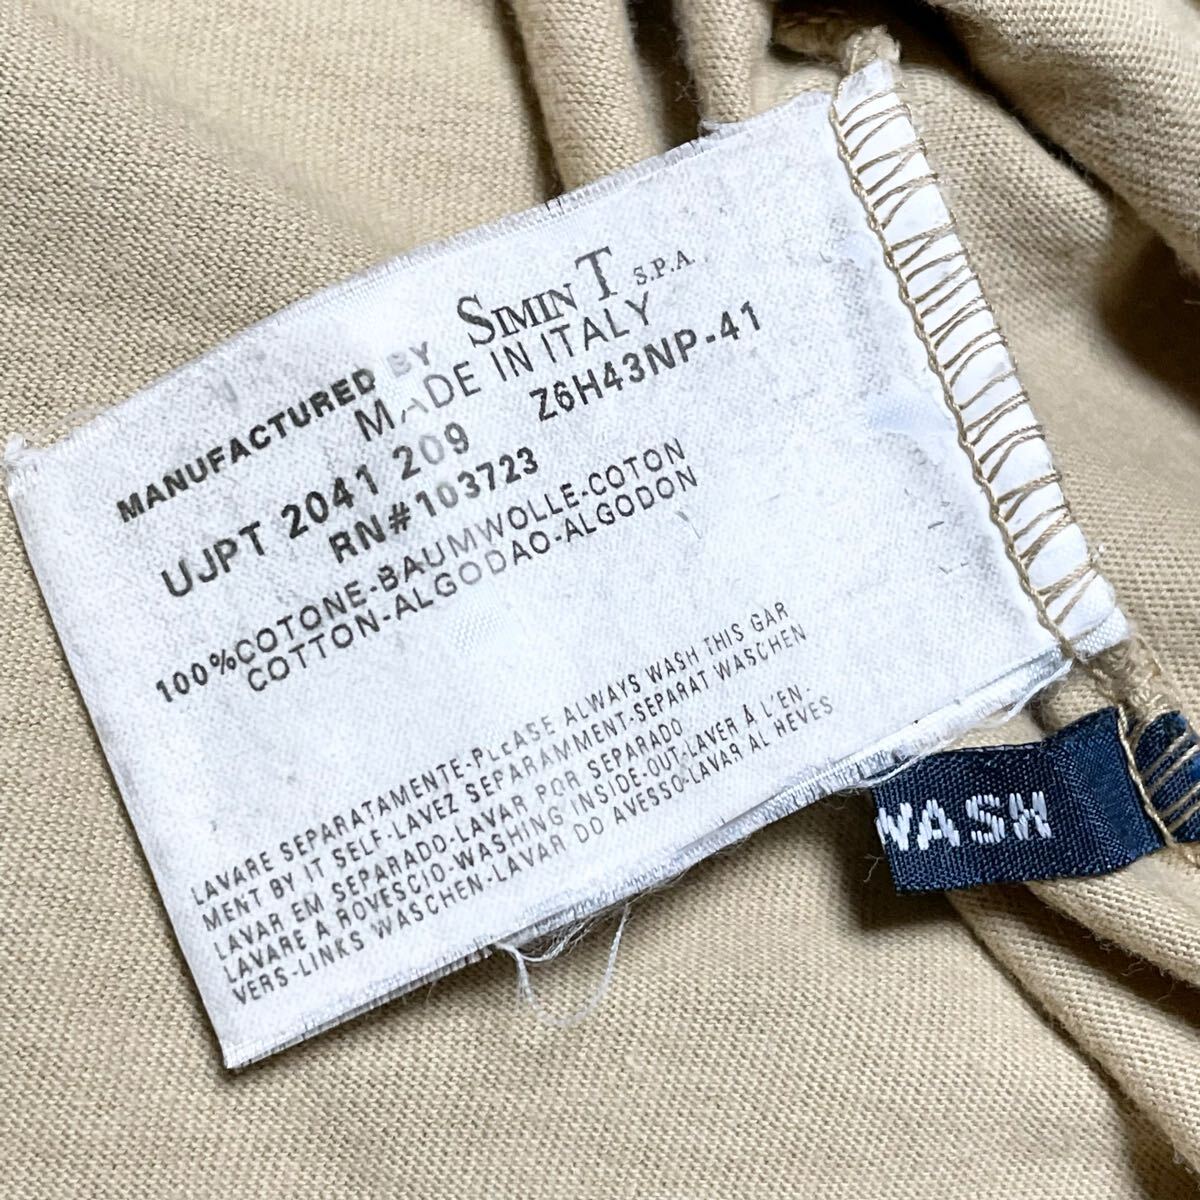 MANUFACTURED BY SIMINT S.P.A.
MADE IN ITALY
UJPT 2041 209 Z6H43NP-41
RN#103723
100%COTONE-BAUMWOLLE-COTON
COTTON-ALGODAO-ALGODON
LAVARE SEPARATAMENTE-PLEASE ALWAYS WASH THIS GAR
MENT BY IT SELF-LAVEZ SEPARAMMENT-SEPARAT WASCHEN
LAVAR EM SEPARADO-LAVAR POR SEPARADO
LAVARE A ROVESCIO-WASHING INSIDE-OUT-LAVER À L'EN-
VERS-LINKS WASCHEN-LAVAR DO AVESSO-LAVAR AL HEVES
WASH